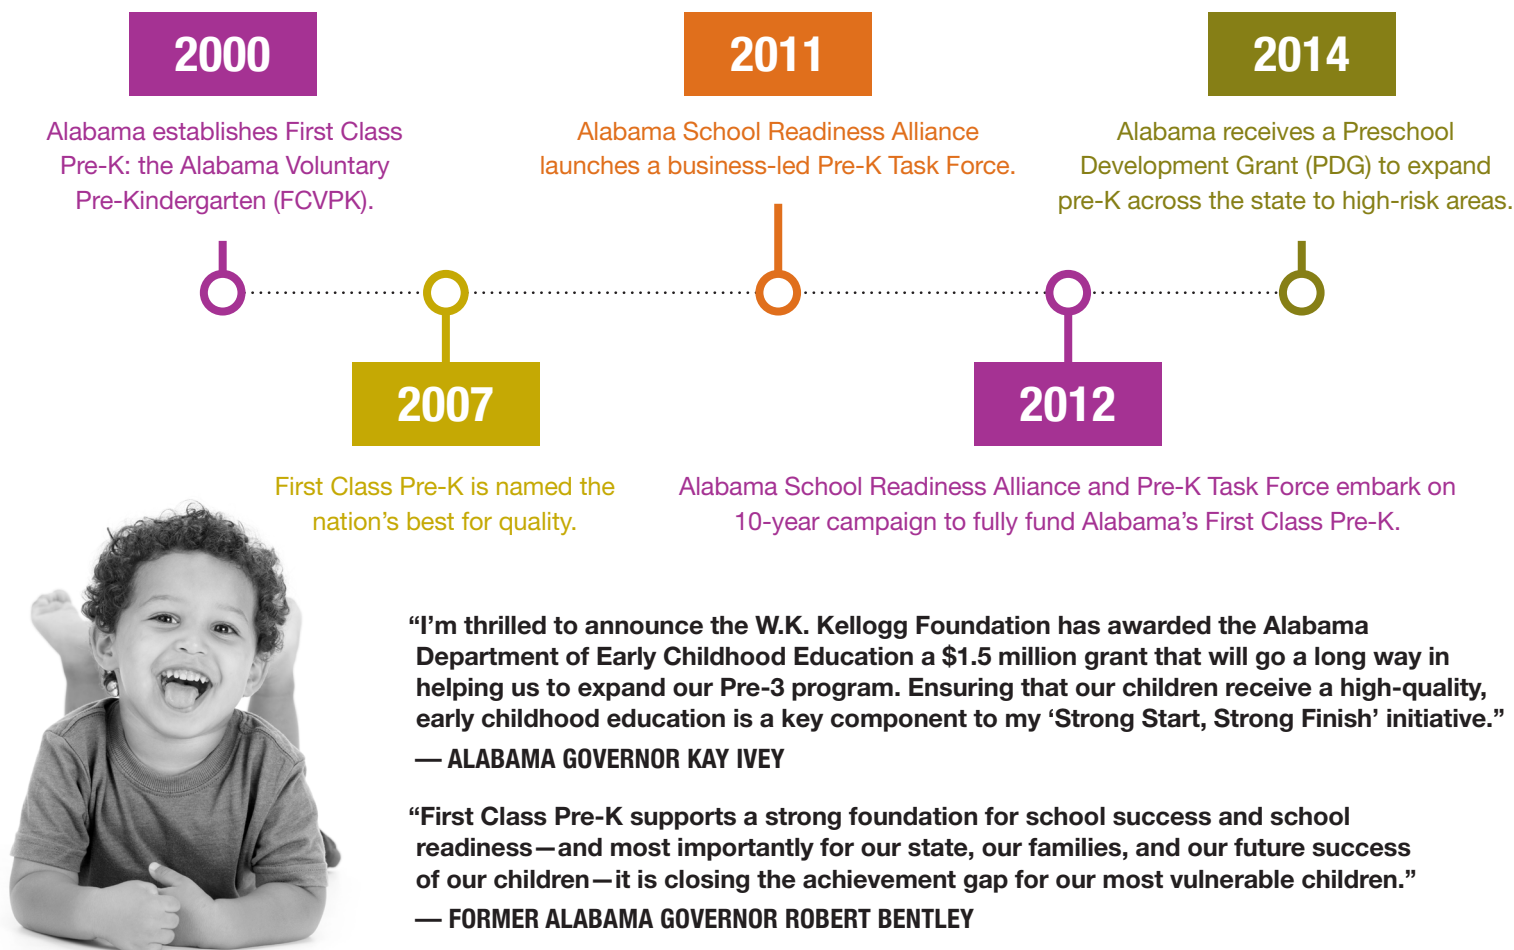 2000
Alabama establishes First Class
Pre-K: the Alabama Voluntary
Pre-Kindergarten (FCVPK).
2007
First Class Pre-K is named the
nation’s best for quality.
2011
Alabama School Readiness Alliance
launches a business-led Pre-K Task Force.
2012
Alabama School Readiness Alliance and Pre-K Task Force embark on
10-year campaign to fully fund Alabama’s First Class Pre-K.
2014
Alabama receives a Preschool
Development Grant (PDG) to expand
pre-K across the state to high-risk areas.
“I’m thrilled to announce the W.K. Kellogg Foundation has awarded the Alabama
Department of Early Childhood Education a $1.5 million grant that will go a long way in
helping us to expand our Pre-3 program. Ensuring that our children receive a high-quality,
early childhood education is a key component to my ‘Strong Start, Strong Finish’ initiative.”
— ALABAMA GOVERNOR KAY IVEY
“First Class Pre-K supports a strong foundation for school success and school
readiness—and most importantly for our state, our families, and our future success
of our children—it is closing the achievement gap for our most vulnerable children.”
— FORMER ALABAMA GOVERNOR ROBERT BENTLEY